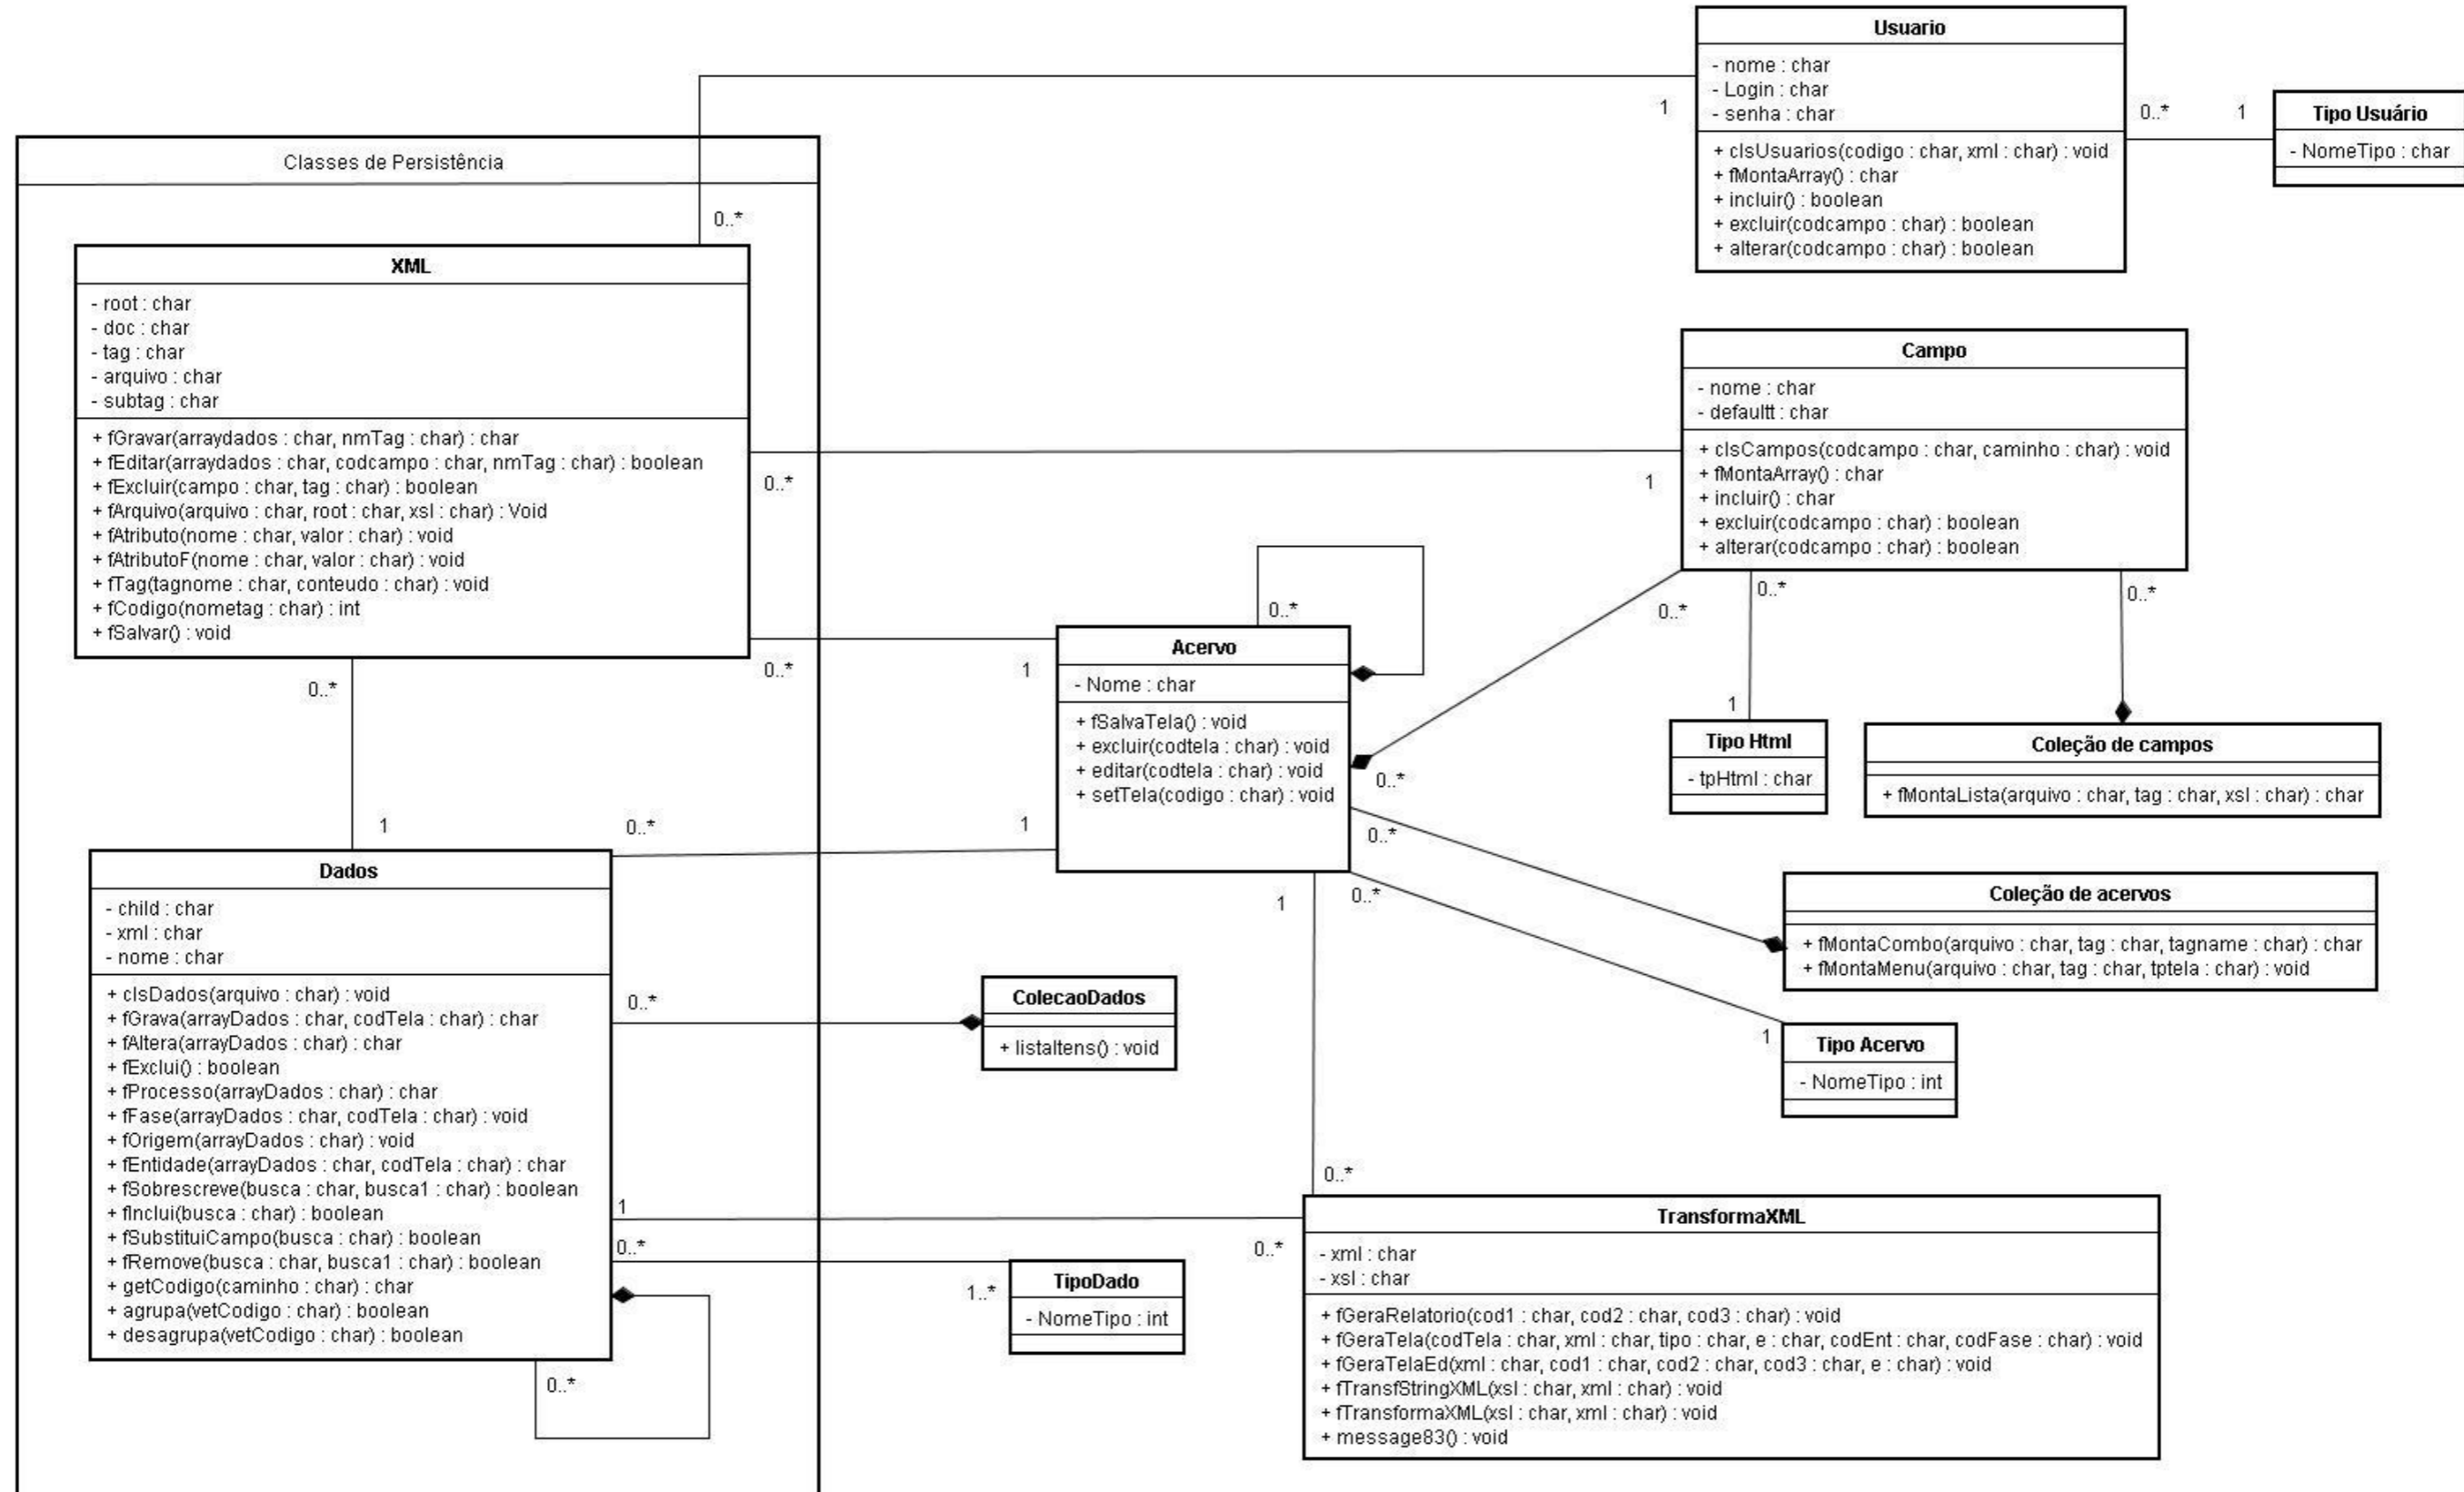 Usuario
- nome : char
- Login : char
- senha : char
+ clsUsuarios(codigo : char, xml : char) : void
+ fMontaArray() : char
+ incluir() : boolean
+ excluir(codcampo : char) : boolean
+ alterar(codcampo : char) : boolean
0..*
1
Tipo Usuário
- NomeTipo : char
1
0..*
Classes de Persistência
XML
- root : char
- doc : char
- tag : char
- arquivo : char
- subtag : char
+ fGravar(arraydados : char, nmTag : char) : char
+ fEditar(arraydados : char, codcampo : char, nmTag : char) : boolean
+ fExcluir(campo : char, tag : char) : boolean
+ fArquivo(arquivo : char, root : char, xsl : char) : Void
+ fAtributo(nome : char, valor : char) : void
+ fAtributoF(nome : char, valor : char) : void
+ fTag(tagnome : char, conteudo : char) : void
+ fCodigo(nometag : char) : int
+ fSalvar() : void
0..*
1
Campo
- nome : char
- defaultt : char
+ clsCampos(codcampo : char, caminho : char) : void
+ fMontaArray() : char
+ incluir() : char
+ excluir(codcampo : char) : boolean
+ alterar(codcampo : char) : boolean
0..*
0..*
0..*
0..*
0..*
1
Acervo
- Nome : char
+ fSalvaTela() : void
+ excluir(codtela : char) : void
+ editar(codtela : char) : void
+ setTela(codigo : char) : void
0..*
1
Tipo Html
- tpHtml : char
Coleção de campos
+ fMontaLista(arquivo : char, tag : char, xsl : char) : char
0..*
1
0..*
1
0..*
0..*
1
Coleção de acervos
+ fMontaCombo(arquivo : char, tag : char, tagname : char) : char
+ fMontaMenu(arquivo : char, tag : char, tptela : char) : void
1
Tipo Acervo
- NomeTipo : int
Dados
- child : char
- xml : char
- nome : char
+ clsDados(arquivo : char) : void
+ fGrava(arrayDados : char, codTela : char) : char
+ fAltera(arrayDados : char) : char
+ fExclui() : boolean
+ fProcesso(arrayDados : char) : char
+ fFase(arrayDados : char, codTela : char) : void
+ fOrigem(arrayDados : char) : void
+ fEntidade(arrayDados : char, codTela : char) : char
+ fSobrescreve(busca : char, busca1 : char) : boolean
+ fInclui(busca : char) : boolean
+ fSubstituiCampo(busca : char) : boolean
+ fRemove(busca : char, busca1 : char) : boolean
+ getCodigo(caminho : char) : char
+ agrupa(vetCodigo : char) : boolean
+ desagrupa(vetCodigo : char) : boolean
0..*
0..*
ColecaoDados
+ listaItens() : void
1
0..*
0..*
1..*
TipoDado
- NomeTipo : int
0..*
TransformaXML
- xml : char
- xsl : char
+ fGeraRelatorio(cod1 : char, cod2 : char, cod3 : char) : void
+ fGeraTela(codTela : char, xml : char, tipo : char, e : char, codEnt : char, codFase : char) : void
+ fGeraTelaEd(xml : char, cod1 : char, cod2 : char, cod3 : char, e : char) : void
+ fTransfStringXML(xsl : char, xml : char) : void
+ fTransformaXML(xsl : char, xml : char) : void
+ message83() : void